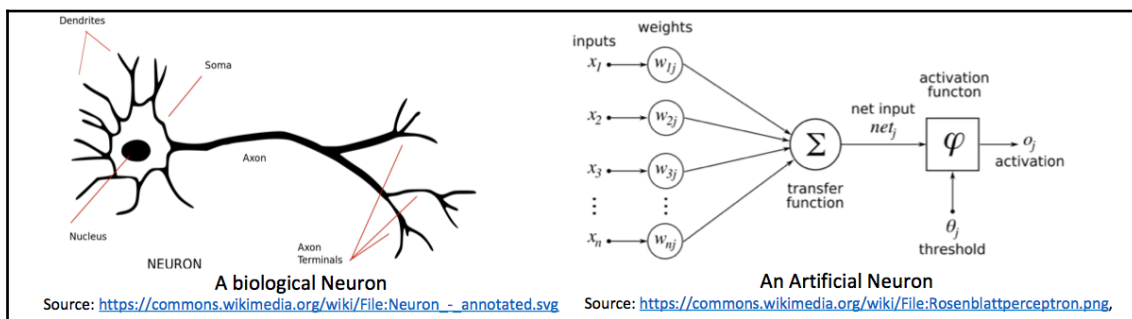 Dendrites
Soma
Axon
Nucleus
Axon
Terminals
NEURON
A biological Neuron
Source: https://commons.wikimedia.org/wiki/File:Neuron_-_annotated.svg
weights
inputs
x1
w1j
x2
w2j
x3
w3j
⋮ ⋮
xn
wnj
Σ
transfer
function
net input
netj
activation
functon
φ
oj
activation
θj
threshold
An Artificial Neuron
Source: https://commons.wikimedia.org/wiki/File:Rosenblattperceptron.png,